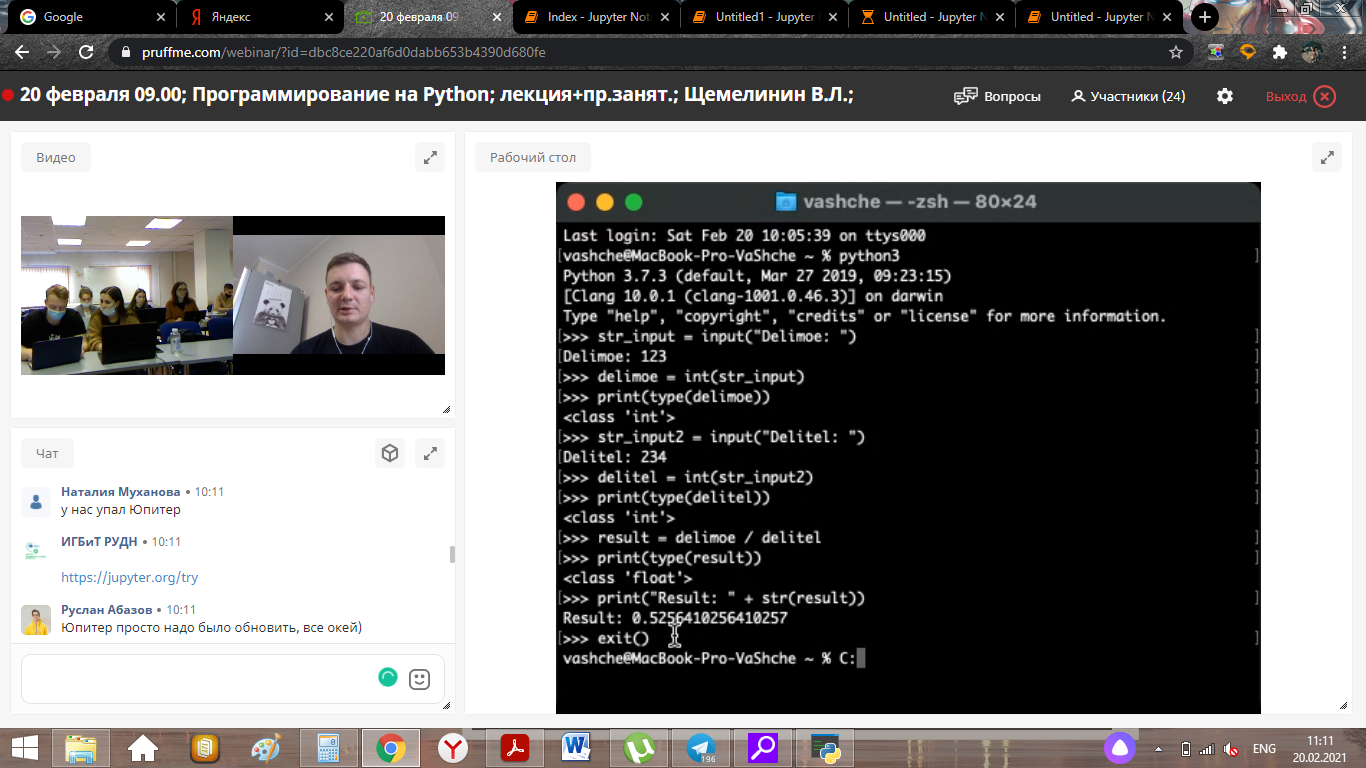 Google
Яндекс
20 февраля 09
Index - Jupyter Not
Untitled1 - Jupyter
Untitled - Jupyter N
Untitled - Jupyter N
pruffme.com/webinar/?id=dbc8ce220af6d0dabb653b4390d680fe
20 февраля 09.00; Программирование на Python; лекция+пр.занят.; Щемелинин В.Л.;
Вопросы
Участники (24)
Выход
Видео
Рабочий стол
vashche — -zsh — 80×24
Last login: Sat Feb 20 10:05:39 on ttys000
[vashche@MacBook-Pro-VaShche ~ % python3 ]
Python 3.7.3 (default, Mar 27 2019, 09:23:15)
[Clang 10.0.1 (clang-1001.0.46.3)] on darwin
Type "help", "copyright", "credits" or "license" for more information.
[>>> str_input = input("Delimoe: ") ]
[Delimoe: 123 ]
[>>> delimoe = int(str_input) ]
[>>> print(type(delimoe)) ]
<class 'int'>
[>>> str_input2 = input("Delitel: ") ]
[Delitel: 234 ]
[>>> delitel = int(str_input2) ]
[>>> print(type(delitel)) ]
<class 'int'>
[>>> result = delimoe / delitel ]
[>>> print(type(result)) ]
<class 'float'>
[>>> print("Result: " + str(result)) ]
Result: 0.5256410256410257
[>>> exit() ]
vashche@MacBook-Pro-VaShche ~ % C:
Чат
Наталия Муханова • 10:11
у нас упал Юпитер
ИГБиТ РУДН • 10:11
https://jupyter.org/try
Руслан Абазов • 10:11
Юпитер просто надо было обновить, все окей)
196
ENG
11:11
20.02.2021